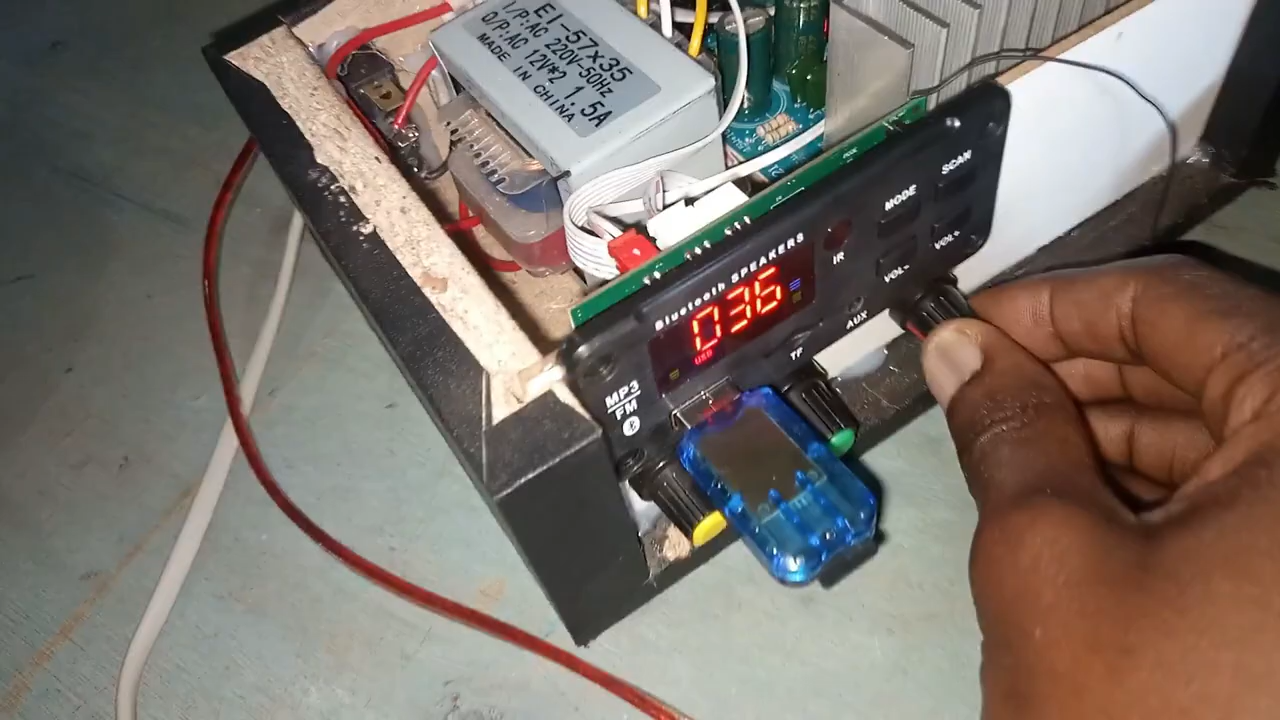 EI-57x35
I/P:AC 220V-50Hz
O/P:AC 12V*2 1.5A
MADE IN CHINA
SCAN
MODE
VOL+
VOL-
IR
Bluetooth SPEAKERS
036
USB
AUX
TF
MP3
FM